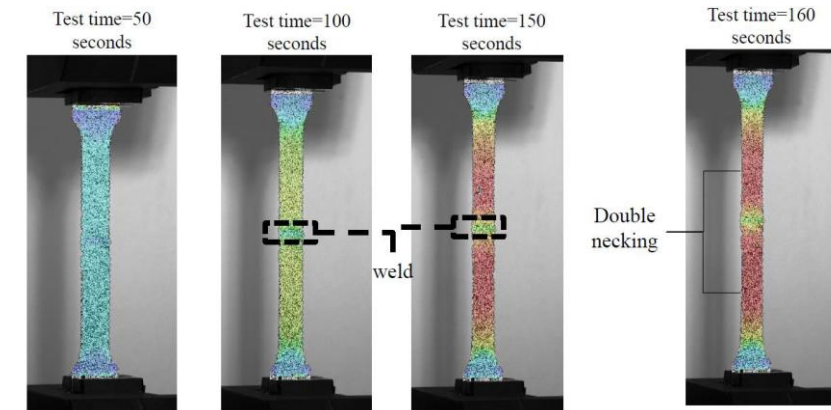 Test time=50
seconds
Test time=100
seconds
Test time=150
seconds
Test time=160
seconds
weld
Double
necking